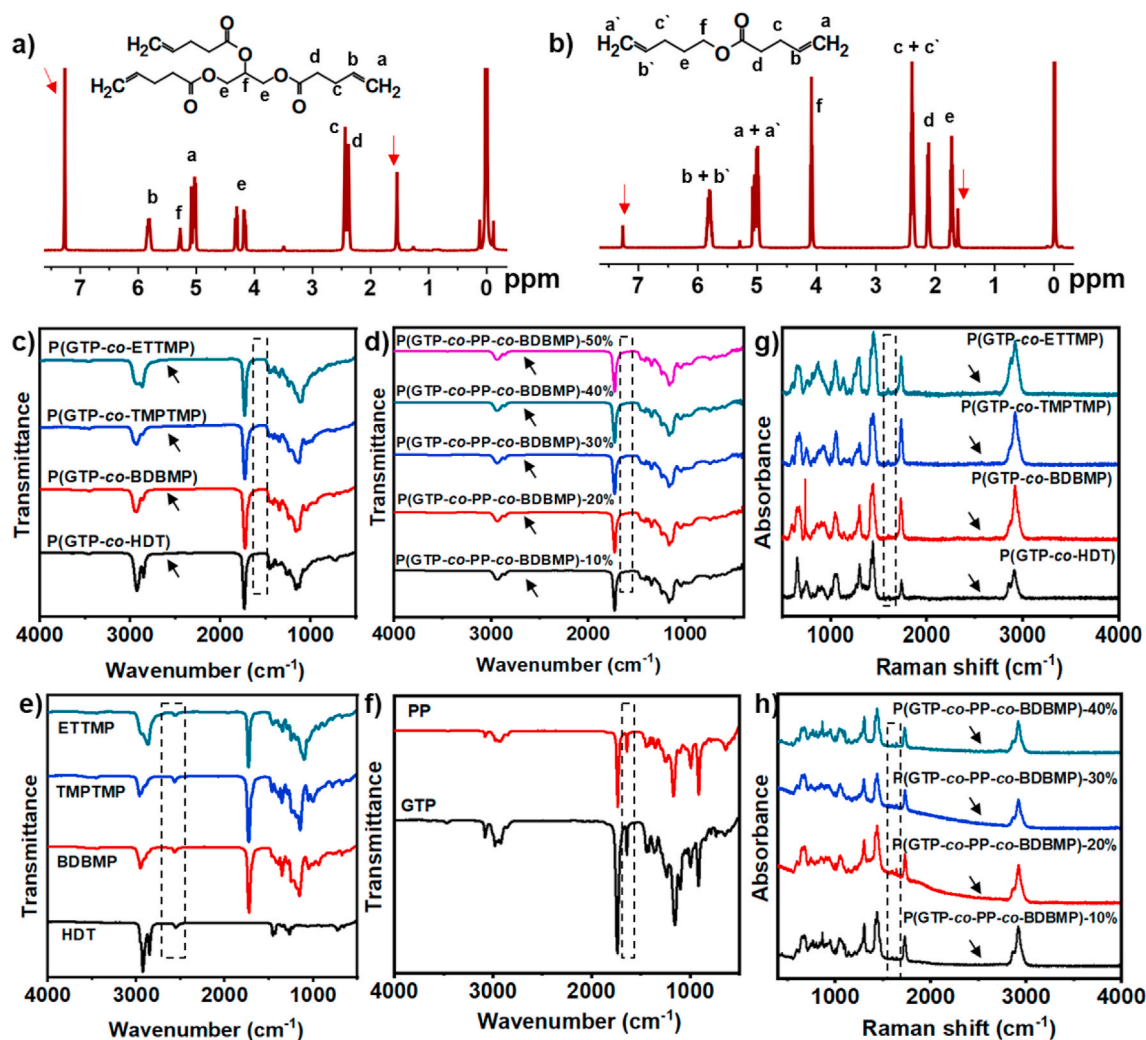 a)
O
H2C
O
O
O
d
b
a
f
e
e
O
c
CH2
O
c
d
a
b
f
e
7
6
5
4
3
2
1
0
ppm
b)
a`
c`
f
O
c
a
H2C
b`
e
O
d
b
CH2
c + c`
f
a + a`
d
e
b + b`
7
6
5
4
3
2
1
0
ppm
c)
P(GTP-co-ETTMP)
P(GTP-co-TMPTMP)
P(GTP-co-BDBMP)
P(GTP-co-HDT)
Transmittance
4000
3000
2000
1000
Wavenumber (cm-1)
d)
P(GTP-co-PP-co-BDBMP)-50%
P(GTP-co-PP-co-BDBMP)-40%
P(GTP-co-PP-co-BDBMP)-30%
P(GTP-co-PP-co-BDBMP)-20%
P(GTP-co-PP-co-BDBMP)-10%
Transmittance
4000
3000
2000
1000
Wavenumber (cm-1)
g)
P(GTP-co-ETTMP)
P(GTP-co-TMPTMP)
P(GTP-co-BDBMP)
P(GTP-co-HDT)
Absorbance
1000
2000
3000
4000
Raman shift (cm-1)
e)
ETTMP
TMPTMP
BDBMP
HDT
Transmittance
4000
3000
2000
1000
Wavenumber (cm-1)
f)
PP
GTP
Transmittance
4000
3000
2000
1000
Wavenumber (cm-1)
h)
P(GTP-co-PP-co-BDBMP)-40%
P(GTP-co-PP-co-BDBMP)-30%
P(GTP-co-PP-co-BDBMP)-20%
P(GTP-co-PP-co-BDBMP)-10%
Absorbance
1000
2000
3000
4000
Raman shift (cm-1)